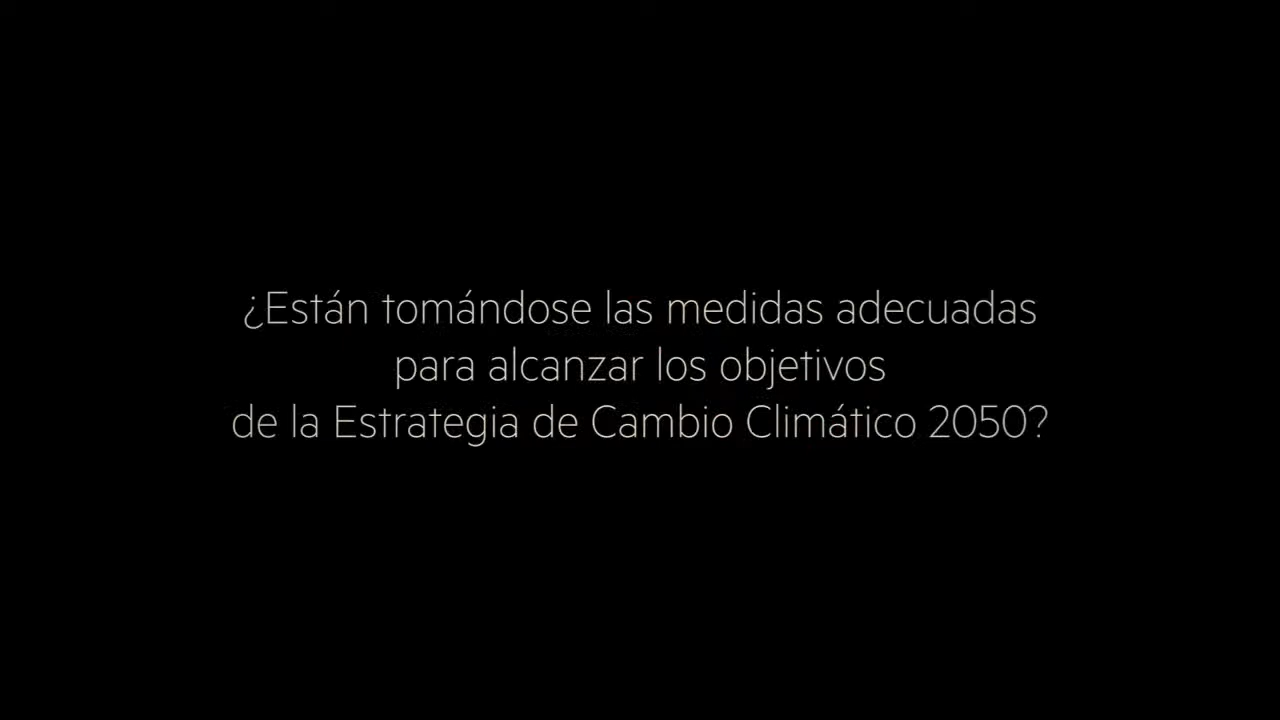 ¿Están tomándose las medidas adecuadas
para alcanzar los objetivos
de la Estrategia de Cambio Climático 2050?